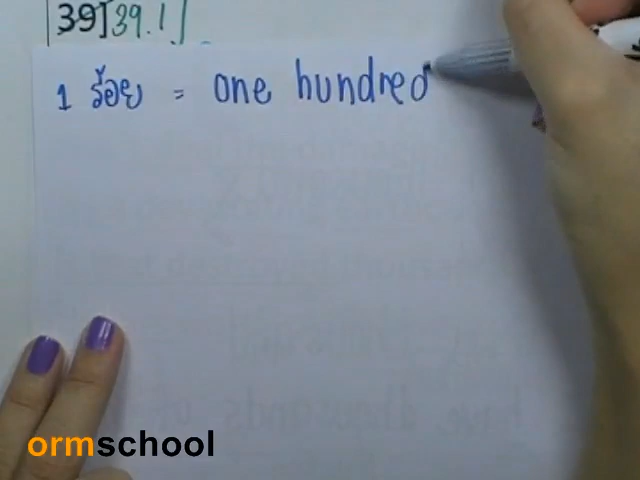 39] 39.1]
1 ร้อย = one hundred
ormschool